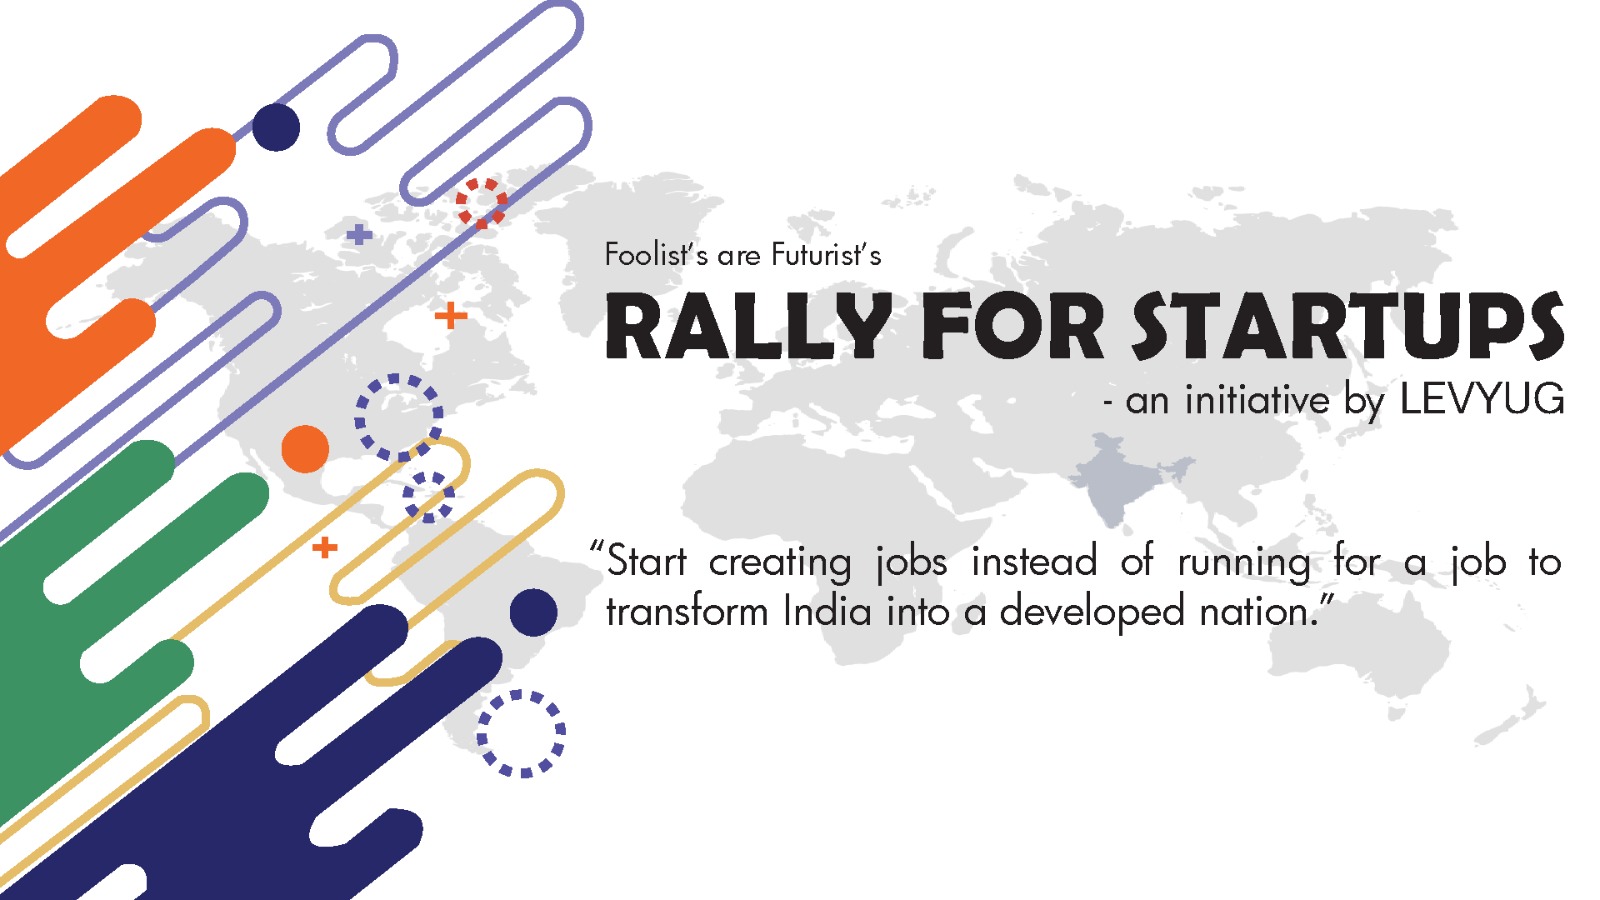 Foolist’s are Futurist’s
RALLY FOR STARTUPS
- an initiative by LEVYUG
“Start creating jobs instead of running for a job to
transform India into a developed nation.”